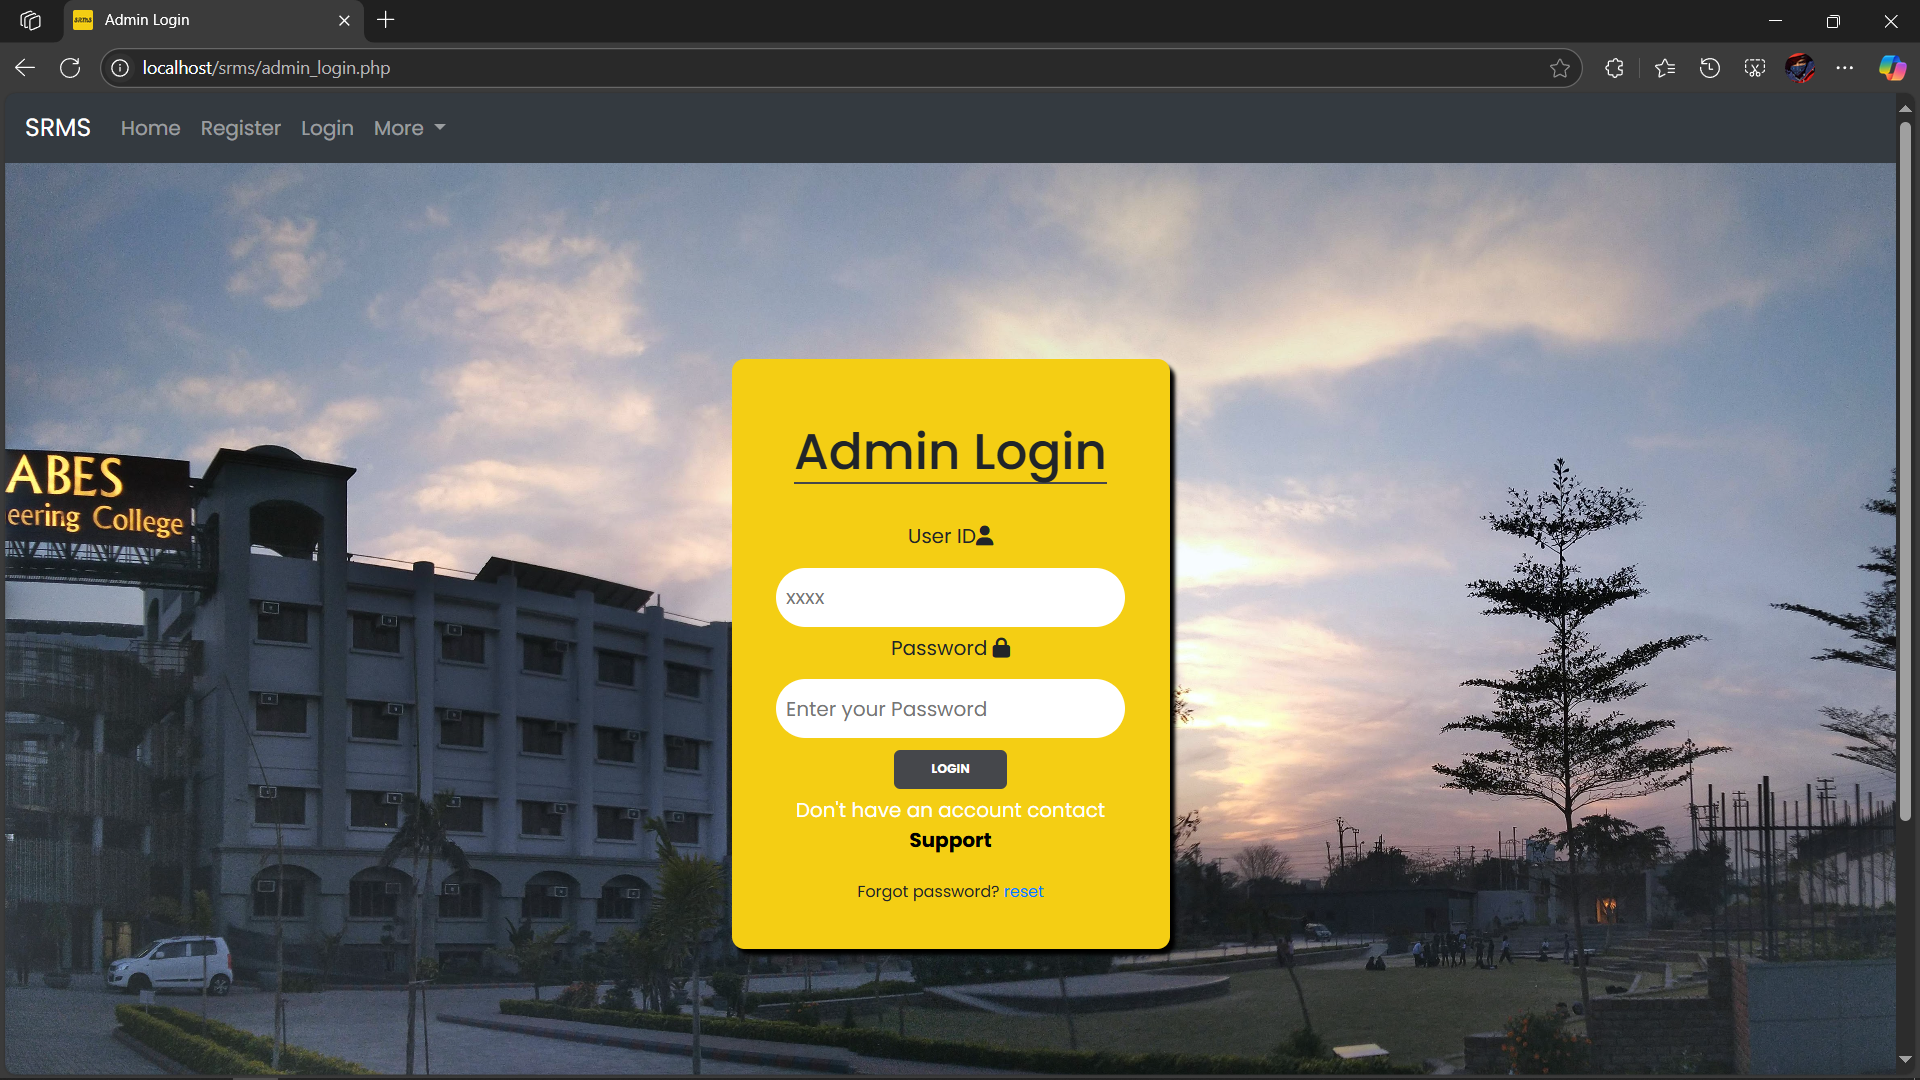 Admin Login
localhost/srms/admin_login.php
SRMS Home Register Login More
ABES
eering College
Admin Login
User ID
xxxx
Password
Enter your Password
LOGIN
Don't have an account contact
Support
Forgot password? reset